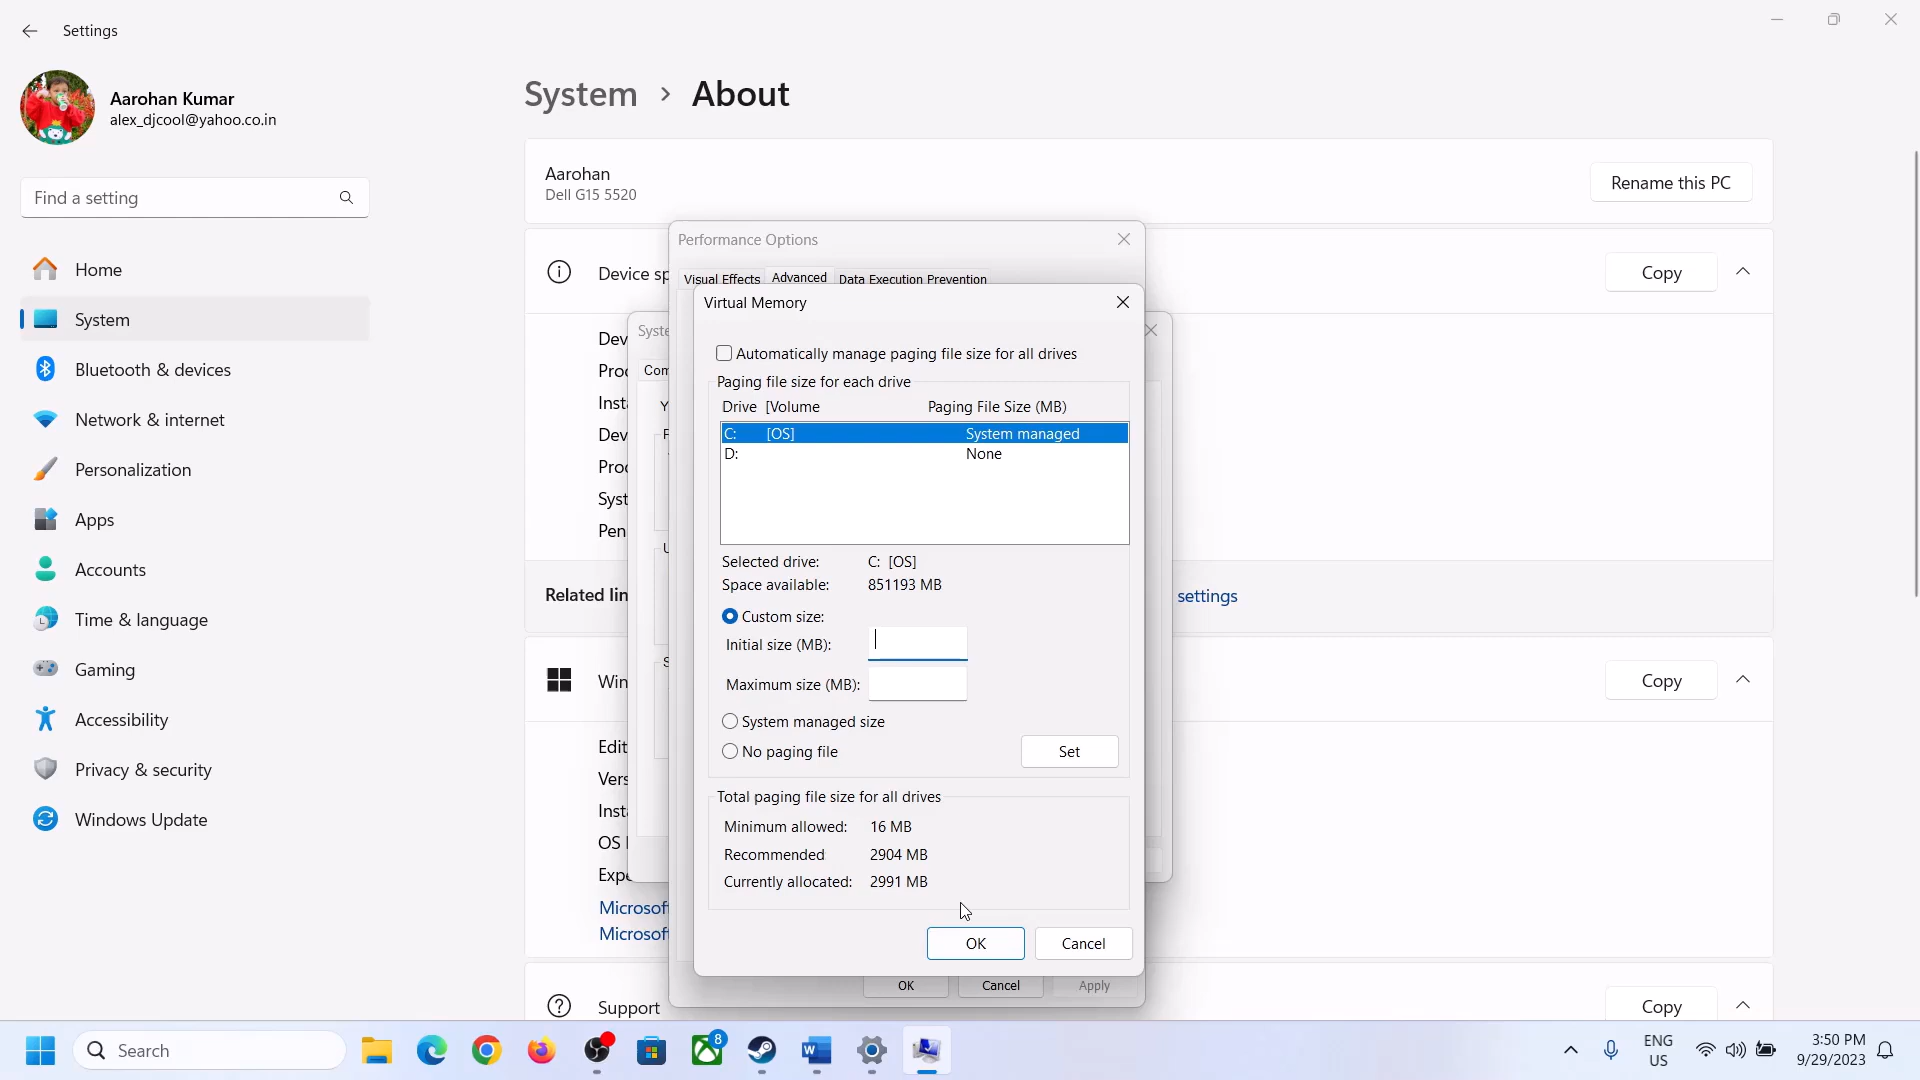 Settings
Aarohan Kumar
alex_djcool@yahoo.co.in
Find a setting
Home
System
Bluetooth & devices
Network & internet
Personalization
Apps
Accounts
Time & language
Gaming
Accessibility
Privacy & security
Windows Update
System > About
Aarohan
Dell G15 5520
Rename this PC
Device sp
Copy
Dev
Proc
Insta
Dev
Proc
Syst
Pen
Related lin
settings
Win
Copy
Edit
Vers
Insta
OS
Expe
Microsof
Microsof
Support
Copy
Syste
Com
Y
Performance Options
Visual Effects
Advanced
Data Execution Prevention
OK
Cancel
Apply
Virtual Memory
Automatically manage paging file size for all drives
Paging file size for each drive
Drive [Volume Paging File Size (MB)
C: [OS] System managed
D: None
Selected drive: C: [OS]
Space available: 851193 MB
Custom size:
Initial size (MB):
Maximum size (MB):
System managed size
No paging file
Set
Total paging file size for all drives
Minimum allowed: 16 MB
Recommended 2904 MB
Currently allocated: 2991 MB
OK
Cancel
Search
8
ENG
US
3:50 PM
9/29/2023